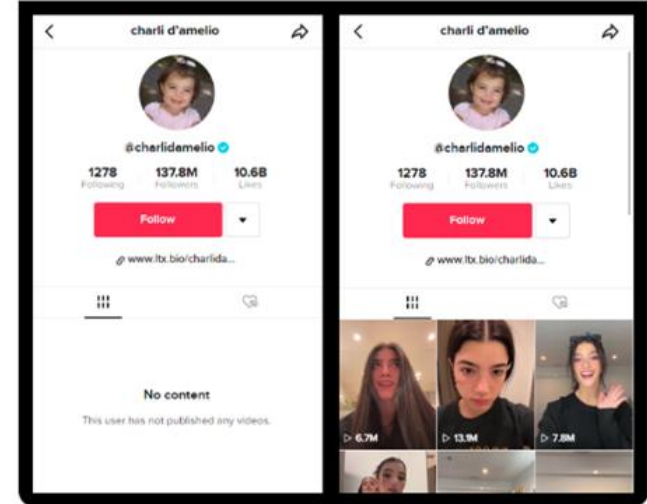 charli d'amelio
@charlidamelio
1278 137.8M 10.6B
Following Followers Likes
Follow
www.ltx.bio/charlida...
No content
This user has not published any videos.
charli d'amelio
@charlidamelio
1278 137.8M 10.6B
Following Followers Likes
Follow
www.ltx.bio/charlida...
6.7M 13.1M 7.8M